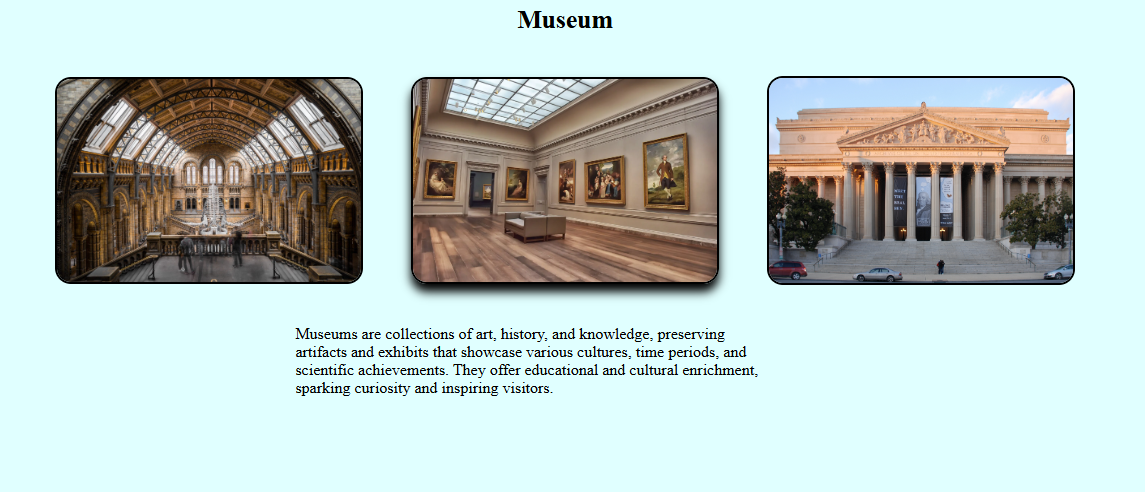 Museum
Museums are collections of art, history, and knowledge, preserving
artifacts and exhibits that showcase various cultures, time periods, and
scientific achievements. They offer educational and cultural enrichment,
sparking curiosity and inspiring visitors.